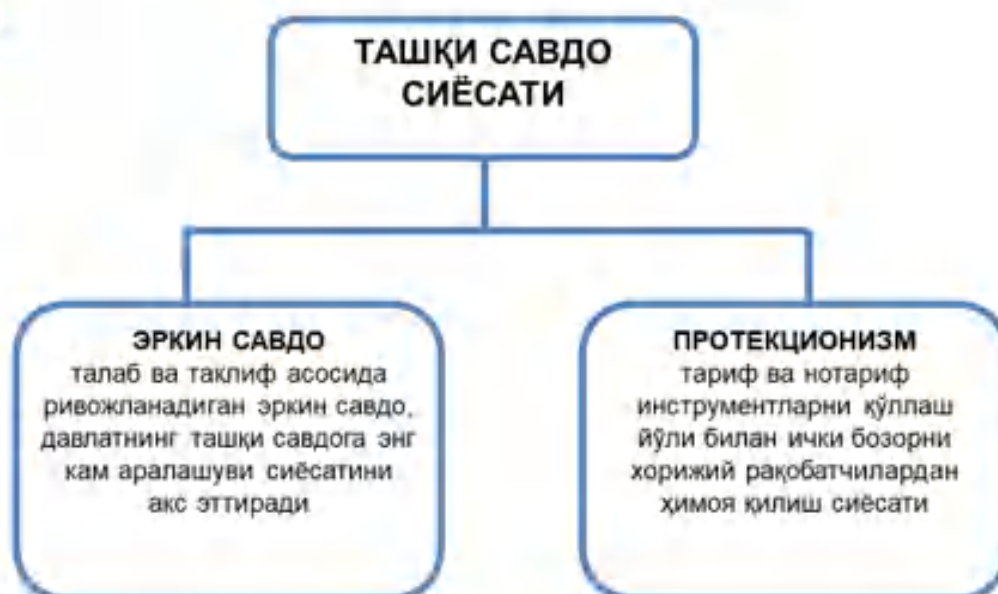 ТАШҚИ САВДО
СИЁСАТИ
ЭРКИН САВДО
талаб ва таклиф асосида
ривожланадиган эркин савдо,
давлатнинг ташқи савдога энг
кам аралашуви сиёсатини
акс эттиради
ПРОТЕКЦИОНИЗМ
тариф ва нотариф
инструментларни қўллаш
йўли билан ички бозорни
хорижий рақобатчилардан
ҳимоя қилиш сиёсати